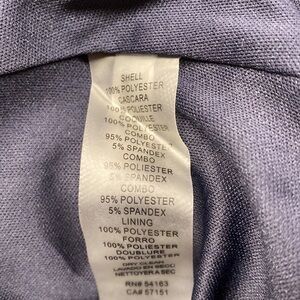 SHELL
100% POLYESTER
CASCARA
100% POLIESTER
COQUILLE
100% POLYESTER
COMBO
95% POLYESTER
5% SPANDEX
COMBO
95% POLIESTER
5% SPANDEX
COMBO
95% POLYESTER
5% SPANDEX
LINING
100% POLYESTER
FORRO
100% POLIESTER
DOUBLURE
100% POLYESTER
DRY CLEAN
LAVADO EN SECO
NETTOYER A SEC
RN# 54163
CA# 57151